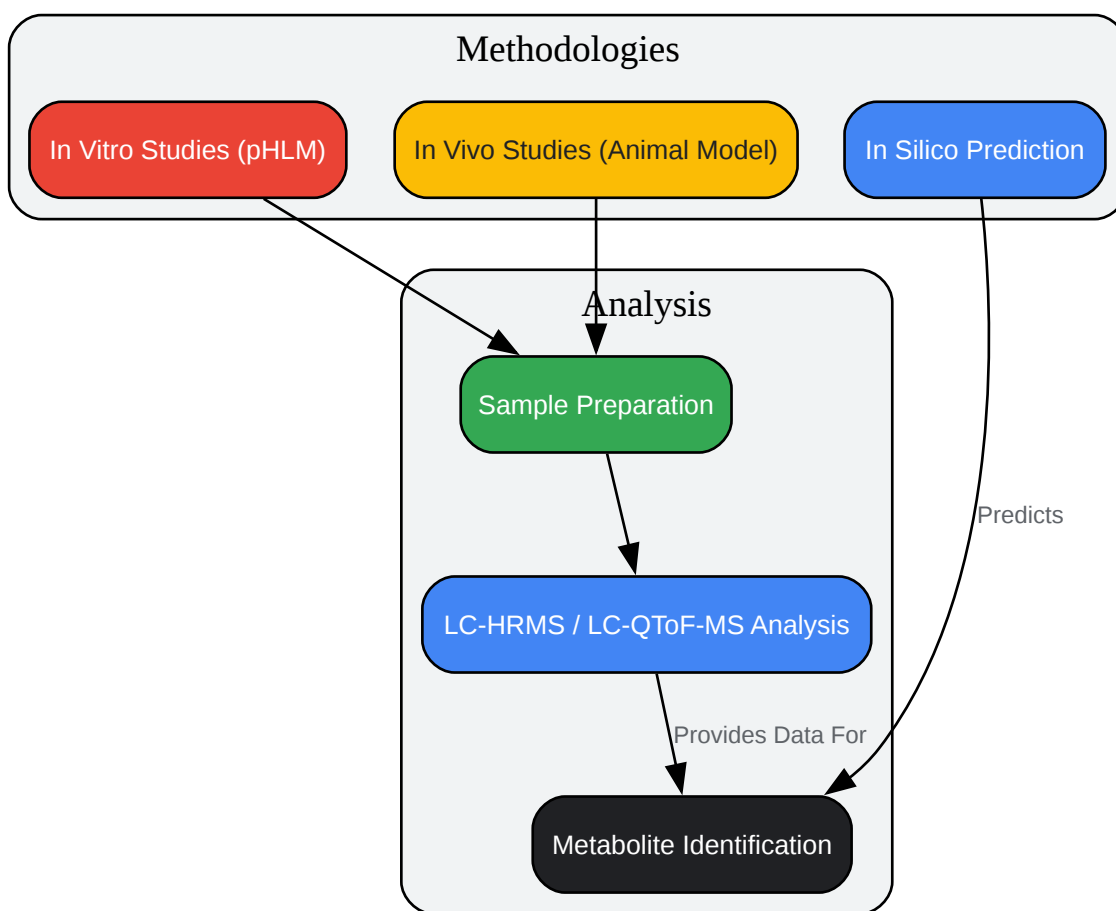 Methodologies
In Vitro Studies (pHLM)
In Vivo Studies (Animal Model)
In Silico Prediction
Analysis
Sample Preparation
Predicts
LC-HRMS / LC-QToF-MS Analysis
Provides Data For
Metabolite Identification